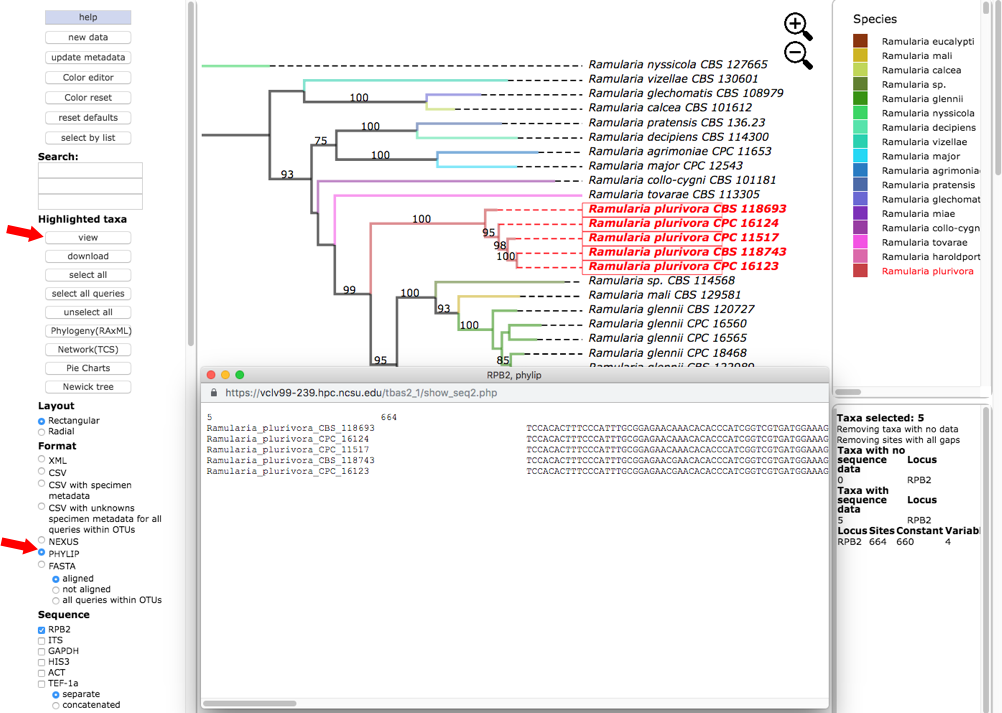 help
new data
update metadata
Color editor
Color reset
reset defaults
select by list
Search:
Highlighted taxa
view
download
select all
select all queries
unselect all
Phylogeny(RAxML)
Network(TCS)
Pie Charts
Newick tree
Layout
Rectangular
Radial
Format
XML
CSV
CSV with specimen
metadata
CSV with unknowns
specimen metadata for all
queries within OTUs
NEXUS
PHYLIP
FASTA
aligned
not aligned
all queries within OTUs
Sequence
RPB2
ITS
GAPDH
HIS3
ACT
TEF-1a
separate
concatenated
Ramularia nyssicola CBS 127665
Ramularia vizellae CBS 130601
100
Ramularia glechomatis CBS 108979
Ramularia calcea CBS 101612
100
Ramularia pratensis CBS 136.23
75
Ramularia decipiens CBS 114300
100
Ramularia agrimoniae CPC 11653
Ramularia major CPC 12543
93
Ramularia collo-cygni CBS 101181
Ramularia tovarae CBS 113305
100
Ramularia plurivora CBS 118693
Ramularia plurivora CPC 16124
95
Ramularia plurivora CPC 11517
98
Ramularia plurivora CBS 118743
100
Ramularia plurivora CPC 16123
Ramularia sp. CBS 114568
99
100
Ramularia mali CBS 129581
93
Ramularia glennii CBS 120727
100
Ramularia glennii CPC 16560
Ramularia glennii CPC 16565
Ramularia glennii CPC 18468
95
85
RPB2, phylip
https://vclv99-239.hpc.ncsu.edu/tbas2_1/show_seq2.php
5 664
Ramularia_plurivora_CBS_118693 TCCACACTTTCCCATTTGCGGAGAACAAACACACCCATCGGTCGTGATGGAAAG
Ramularia_plurivora_CPC_16124 TCCACACTTTCCCATTTGCGGAGAACAAACACACCCATCGGTCGTGATGGAAAG
Ramularia_plurivora_CPC_11517 TCCACACTTTCCCATTTGCGGAGAACGAACACACCCATCGGTCGTGATGGAAAG
Ramularia_plurivora_CBS_118743 TCCACACTTTCCCATTTGCGGAGAACGAACACACCCATCGGTCGTGATGGAAAG
Ramularia_plurivora_CPC_16123 TCCACACTTTCCCATTTGCGGAGAACGAACACACCCATCGGTCGTGATGGAAAG
Species
Ramularia eucalypti
Ramularia mali
Ramularia calcea
Ramularia sp.
Ramularia glennii
Ramularia nyssicola
Ramularia decipiens
Ramularia vizellae
Ramularia major
Ramularia agrimonia
Ramularia pratensis
Ramularia glechomat
Ramularia miae
Ramularia collo-cygn
Ramularia tovarae
Ramularia haroldport
Ramularia plurivora
Taxa selected: 5
Removing taxa with no data
Removing sites with all gaps
Taxa with no
sequence Locus
data
0 RPB2
Taxa with
sequence Locus
data
5 RPB2
Locus Sites Constant Variabl
RPB2 664 660 4